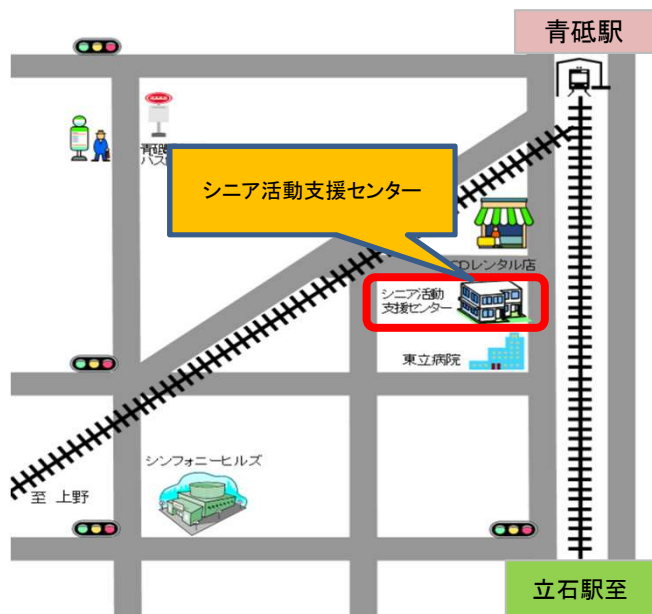 青砥駅
シニア活動支援センター
CDレンタル店
シニア活動
支援センター
東立病院
シンフォニーヒルズ
至 上野
立石駅至